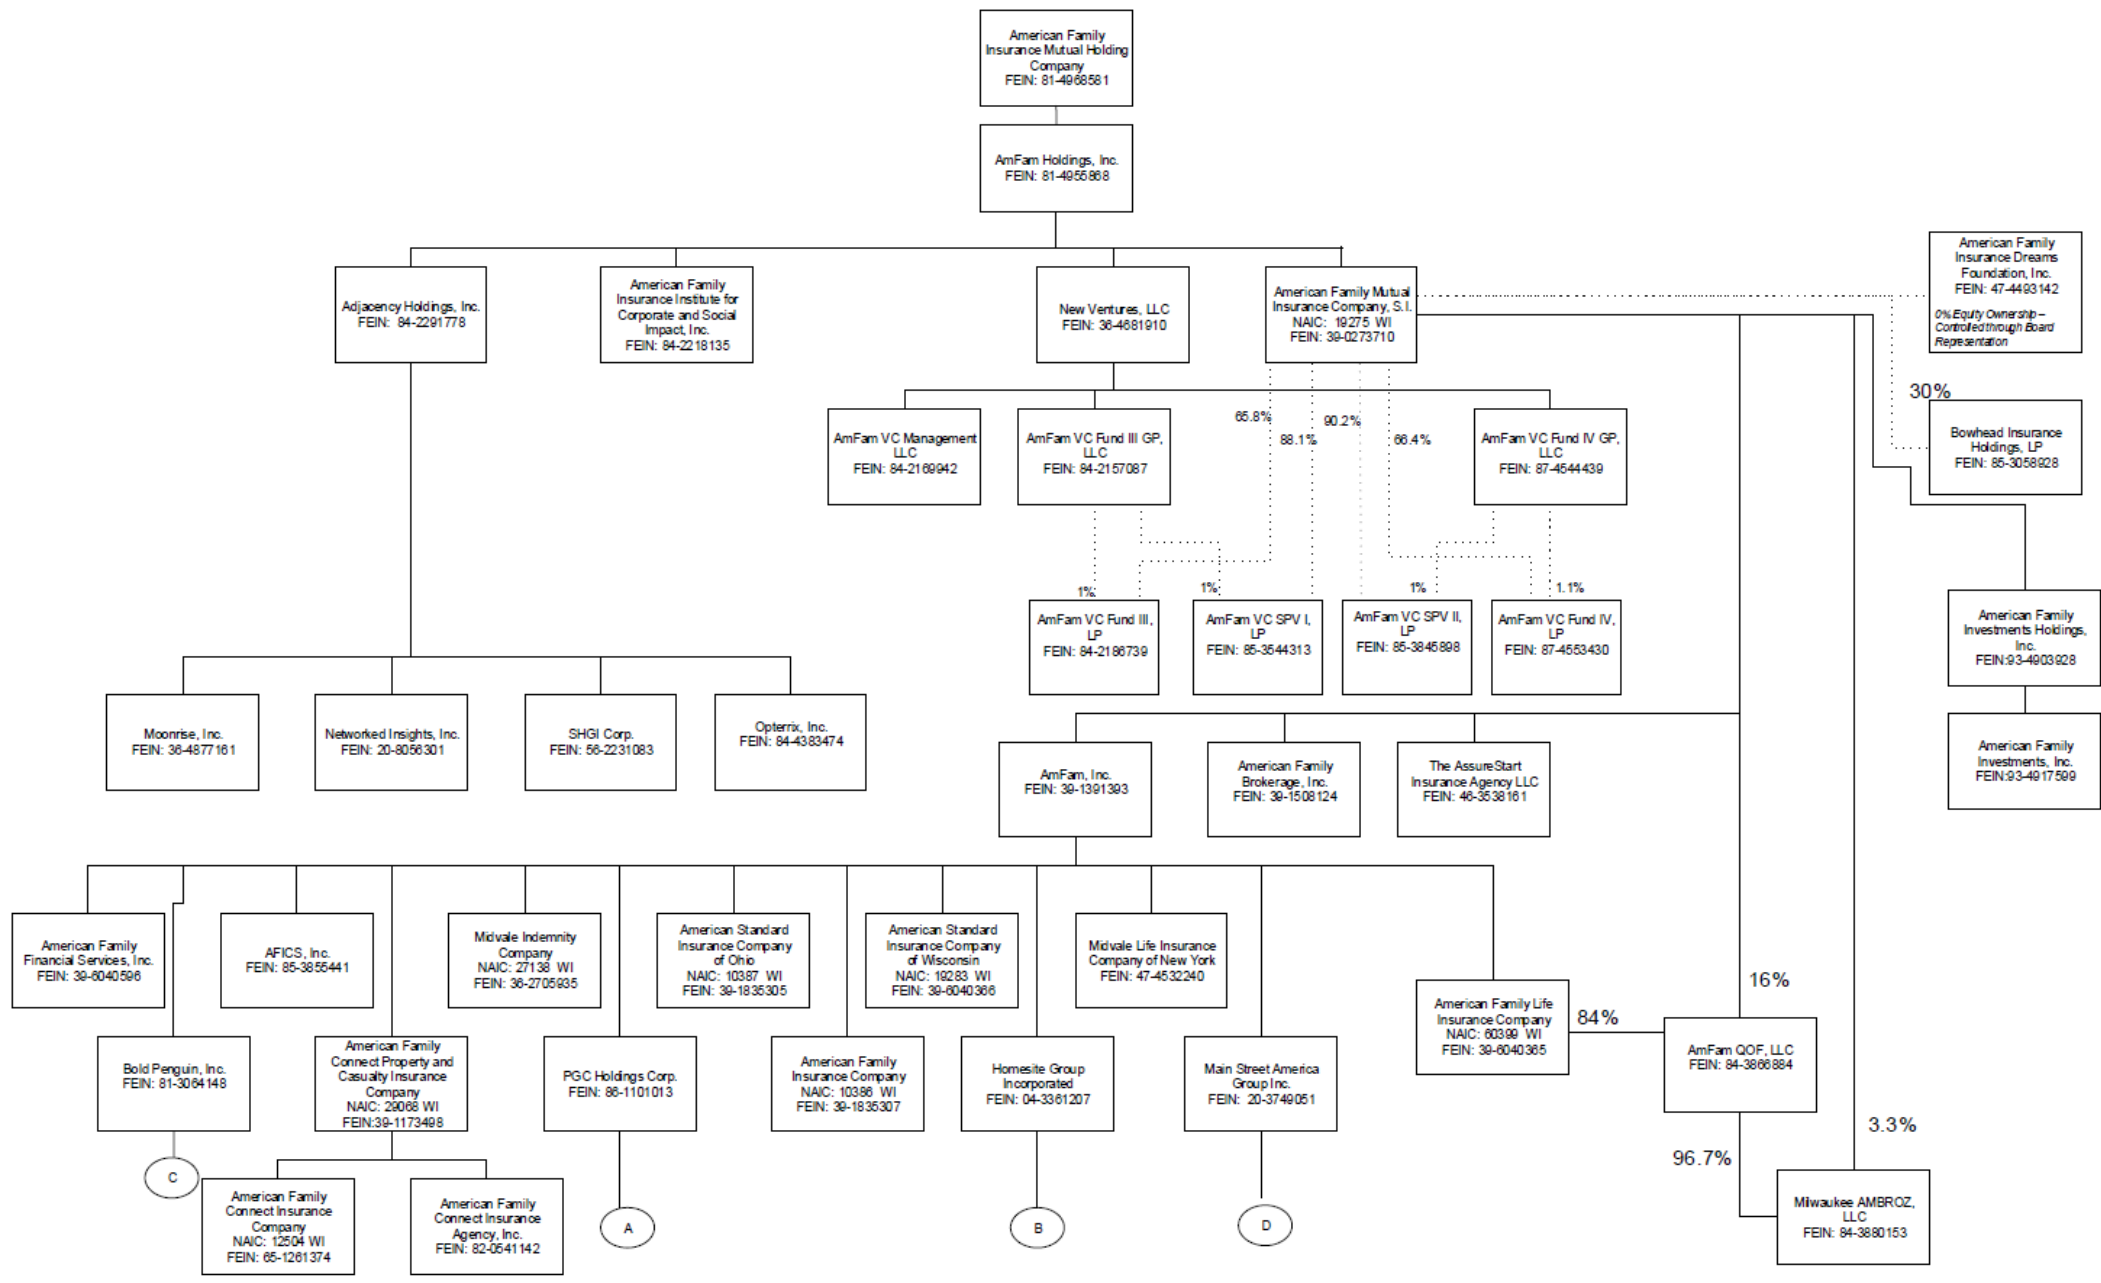 American Family
Insurance Mutual Holding
Company
FEIN: 81-4968581
AmFam Holdings, Inc.
FEIN: 81-4955868
Adjacency Holdings, Inc.
FEIN: 84-2291778
American Family
Insurance Institute for
Corporate and Social
Impact, Inc.
FEIN: 84-2218135
New Ventures, LLC
FEIN: 36-4681910
American Family Mutual
Insurance Company, S.I.
NAIC: 19275 WI
FEIN: 39-0273710
American Family
Insurance Dreams
Foundation, Inc.
FEIN: 47-4493142
0% Equity Ownership –
Controlled through Board
Representation
30%
Bowhead Insurance
Holdings, LP
FEIN: 85-3058928
65.8%
88.1%
90.2%
66.4%
AmFam VC Management
LLC
FEIN: 84-2169942
AmFam VC Fund III GP,
LLC
FEIN: 84-2157087
AmFam VC Fund IV GP,
LLC
FEIN: 87-4544439
1%
1%
1%
1.1%
AmFam VC Fund III,
LP
FEIN: 84-2186739
AmFam VC SPV I,
LP
FEIN: 85-3544313
AmFam VC SPV II,
LP
FEIN: 85-3845898
AmFam VC Fund IV,
LP
FEIN: 87-4553430
American Family
Investments Holdings,
Inc.
FEIN:93-4903928
Moonrise, Inc.
FEIN: 36-4877161
Networked Insights, Inc.
FEIN: 20-8056301
SHGI Corp.
FEIN: 56-2231083
Opterrix, Inc.
FEIN: 84-4383474
AmFam, Inc.
FEIN: 39-1391393
American Family
Brokerage, Inc.
FEIN: 39-1508124
The AssureStart
Insurance Agency LLC
FEIN: 46-3538161
American Family
Investments, Inc.
FEIN:93-4917599
American Family
Financial Services, Inc.
FEIN: 39-6040596
AFICS, Inc.
FEIN: 85-3855441
Midvale Indemnity
Company
NAIC: 27138 WI
FEIN: 36-2705935
American Standard
Insurance Company
of Ohio
NAIC: 10387 WI
FEIN: 39-1835305
American Standard
Insurance Company
of Wisconsin
NAIC: 19283 WI
FEIN: 39-6040366
Midvale Life Insurance
Company of New York
FEIN: 47-4532240
American Family Life
Insurance Company
NAIC: 60399 WI
FEIN: 39-6040365
84%
16%
AmFam QOF, LLC
FEIN: 84-3866884
Bold Penguin, Inc.
FEIN: 81-3064148
American Family
Connect Property and
Casualty Insurance
Company
NAIC: 29068 WI
FEIN:39-1173498
PGC Holdings Corp.
FEIN: 86-1101013
American Family
Insurance Company
NAIC: 10386 WI
FEIN: 39-1835307
Homesite Group
Incorporated
FEIN: 04-3361207
Main Street America
Group Inc.
FEIN: 20-3749051
3.3%
96.7%
C
American Family
Connect Insurance
Company
NAIC: 12504 WI
FEIN: 65-1261374
American Family
Connect Insurance
Agency, Inc.
FEIN: 82-0541142
A
B
D
Milwaukee AMBROZ,
LLC
FEIN: 84-3880153